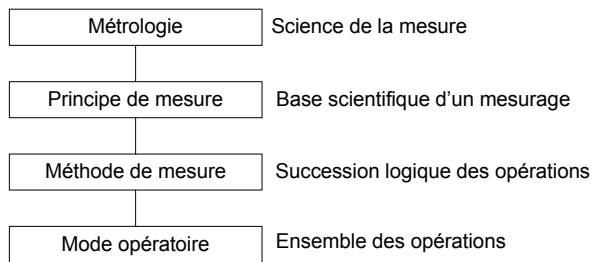 Métrologie Science de la mesure
Principe de mesure Base scientifique d’un mesurage
Méthode de mesure Succession logique des opérations
Mode opératoire Ensemble des opérations